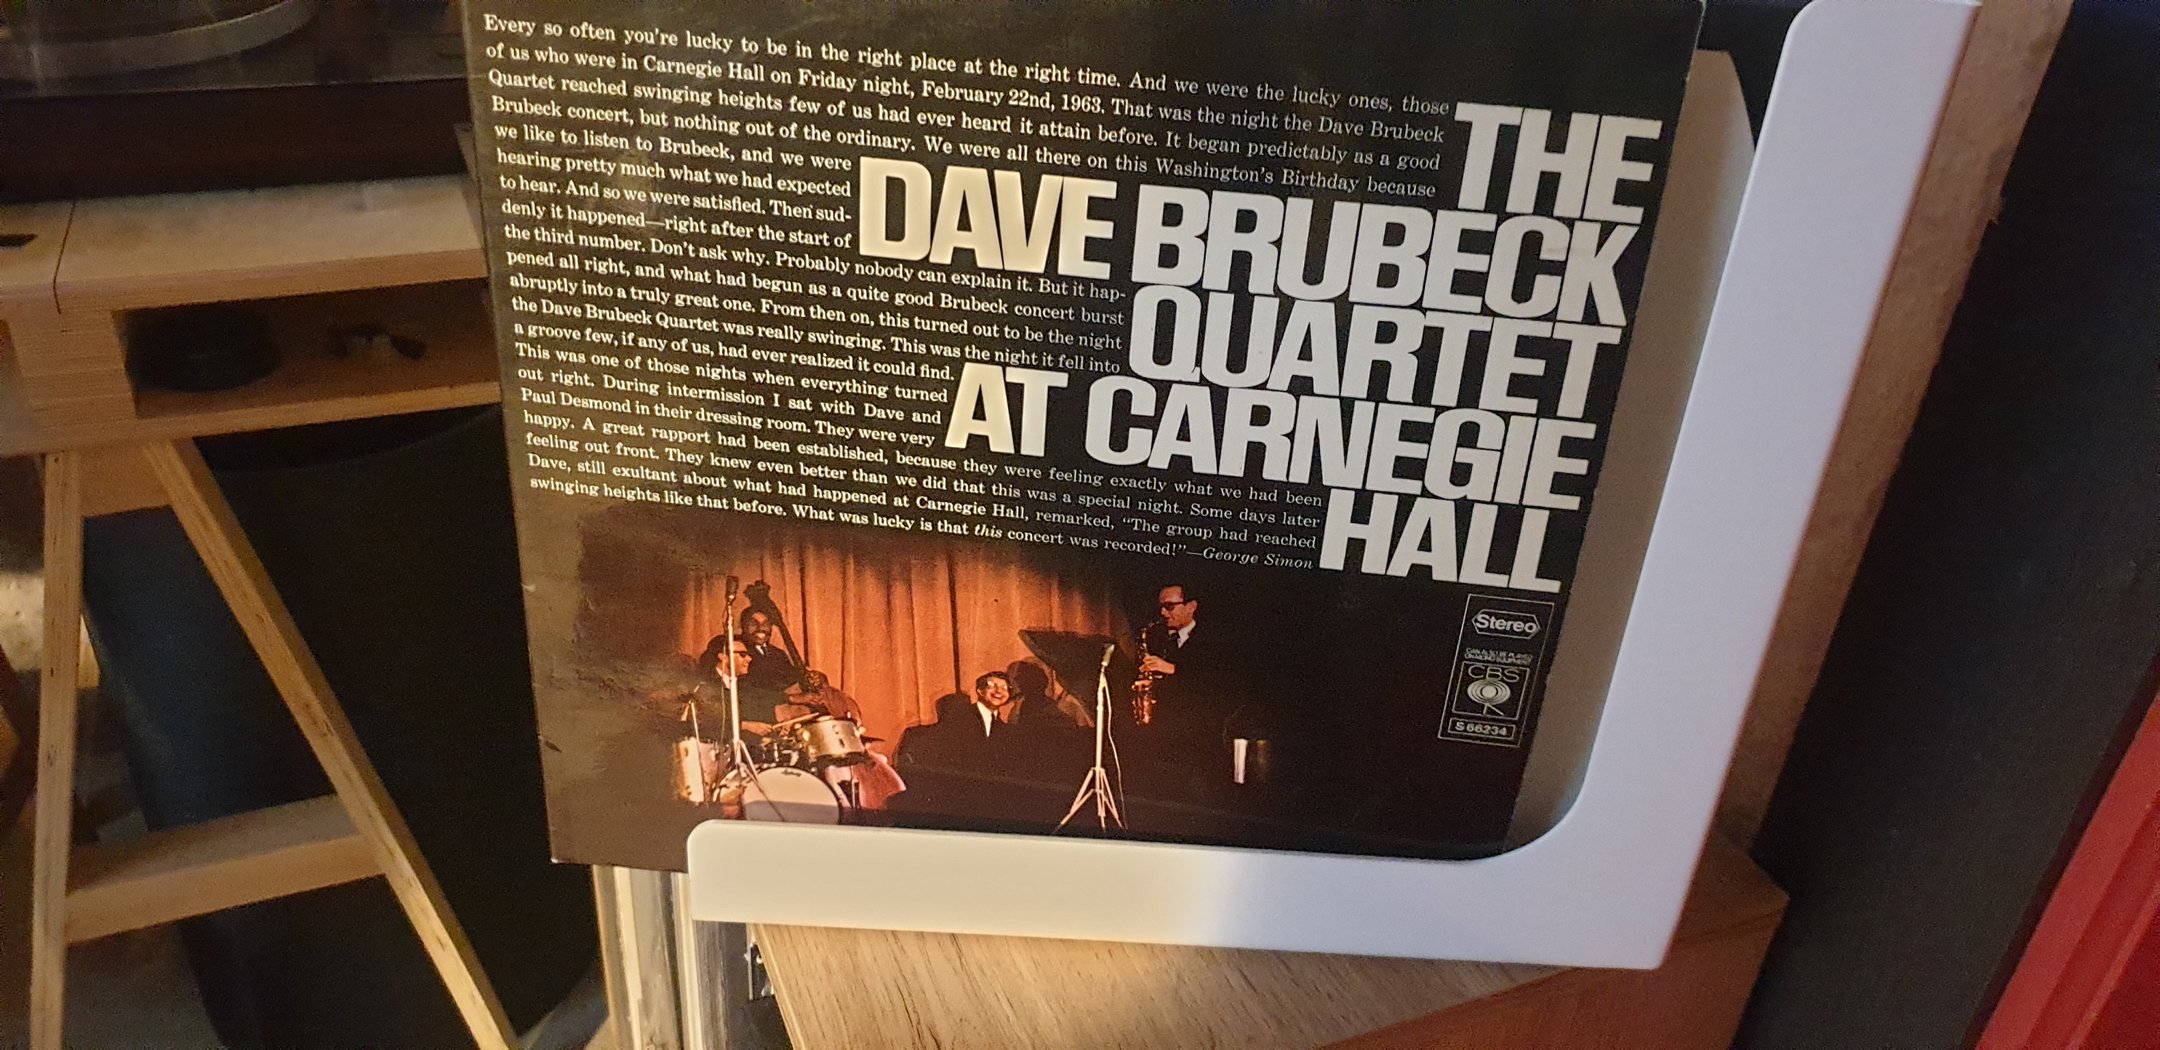 Every so often you're lucky to be in the right place at the right time. And we were the lucky ones, those
of us who were in Carnegie Hall on Friday night, February 22nd, 1963. That was the night the Dave Brubeck
Quartet reached swinging heights few of us had ever heard it attain before. It began predictably as a good
Brubeck concert, but nothing out of the ordinary. We were all there on this Washington's Birthday because
we like to listen to Brubeck, and we were
hearing pretty much what we had expected
to hear. And so we were satisfied. Then sud-
denly it happened—right after the start of
the third number. Don't ask why. Probably nobody can explain it. But it hap-
pened all right, and what had begun as a quite good Brubeck concert burst
abruptly into a truly great one. From then on, this turned out to be the night
the Dave Brubeck Quartet was really swinging. This was the night it fell into
a groove few, if any of us, had ever realized it could find.
This was one of those nights when everything turned
out right. During intermission I sat with Dave and
Paul Desmond in their dressing room. They were very
happy. A great rapport had been established, because they were feeling exactly what we had been
feeling out front. They knew even better than we did that this was a special night. Some days later
Dave, still exultant about what had happened at Carnegie Hall, remarked, "The group had reached
swinging heights like that before. What was lucky is that this concert was recorded!"—George Simon
THE
DAVE BRUBECK
QUARTET
AT CARNEGIE
HALL
Stereo
CAN ALSO BE PLAYED
ON MONO EQUIPMENT
CBS
S 66234